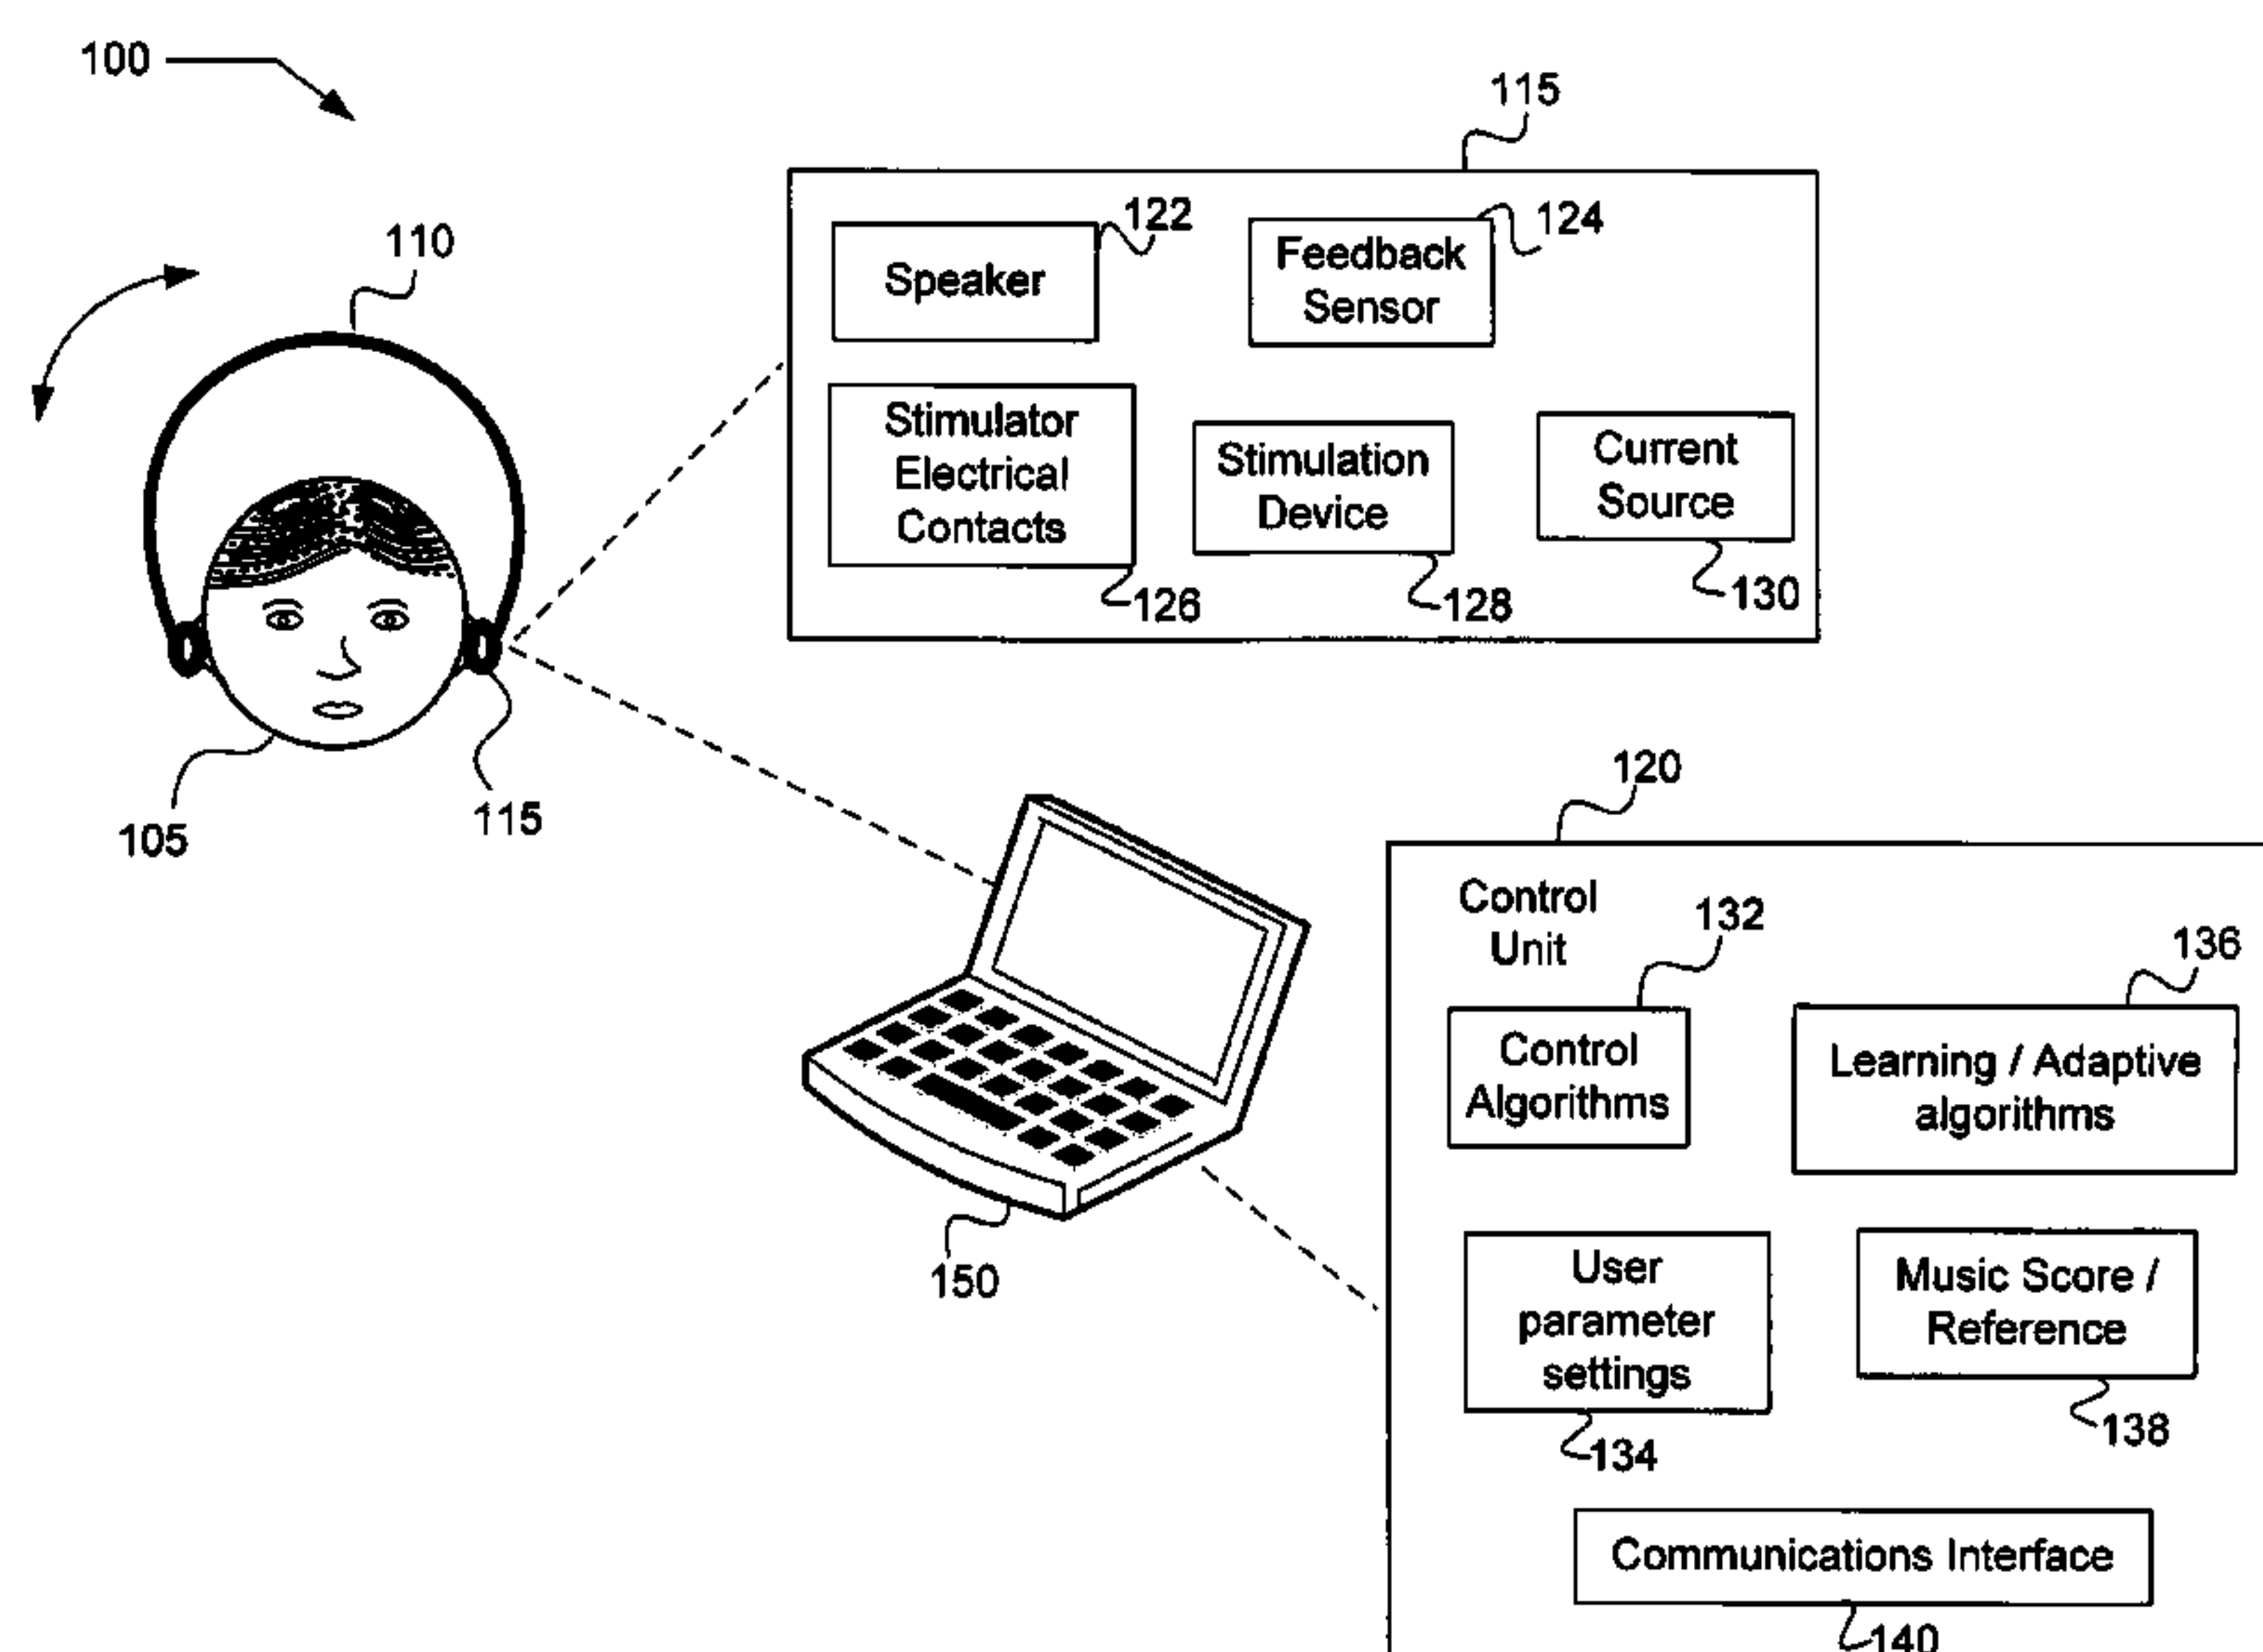 100
115
110
122
124
Speaker
Feedback
Sensor
Stimulator
Electrical
Contacts
Stimulation
Device
Current
Source
126
128
130
105
115
120
Control
Unit
132
136
Control
Algorithms
Learning / Adaptive
algorithms
150
User
parameter
settings
Music Score /
Reference
134
138
Communications Interface
140